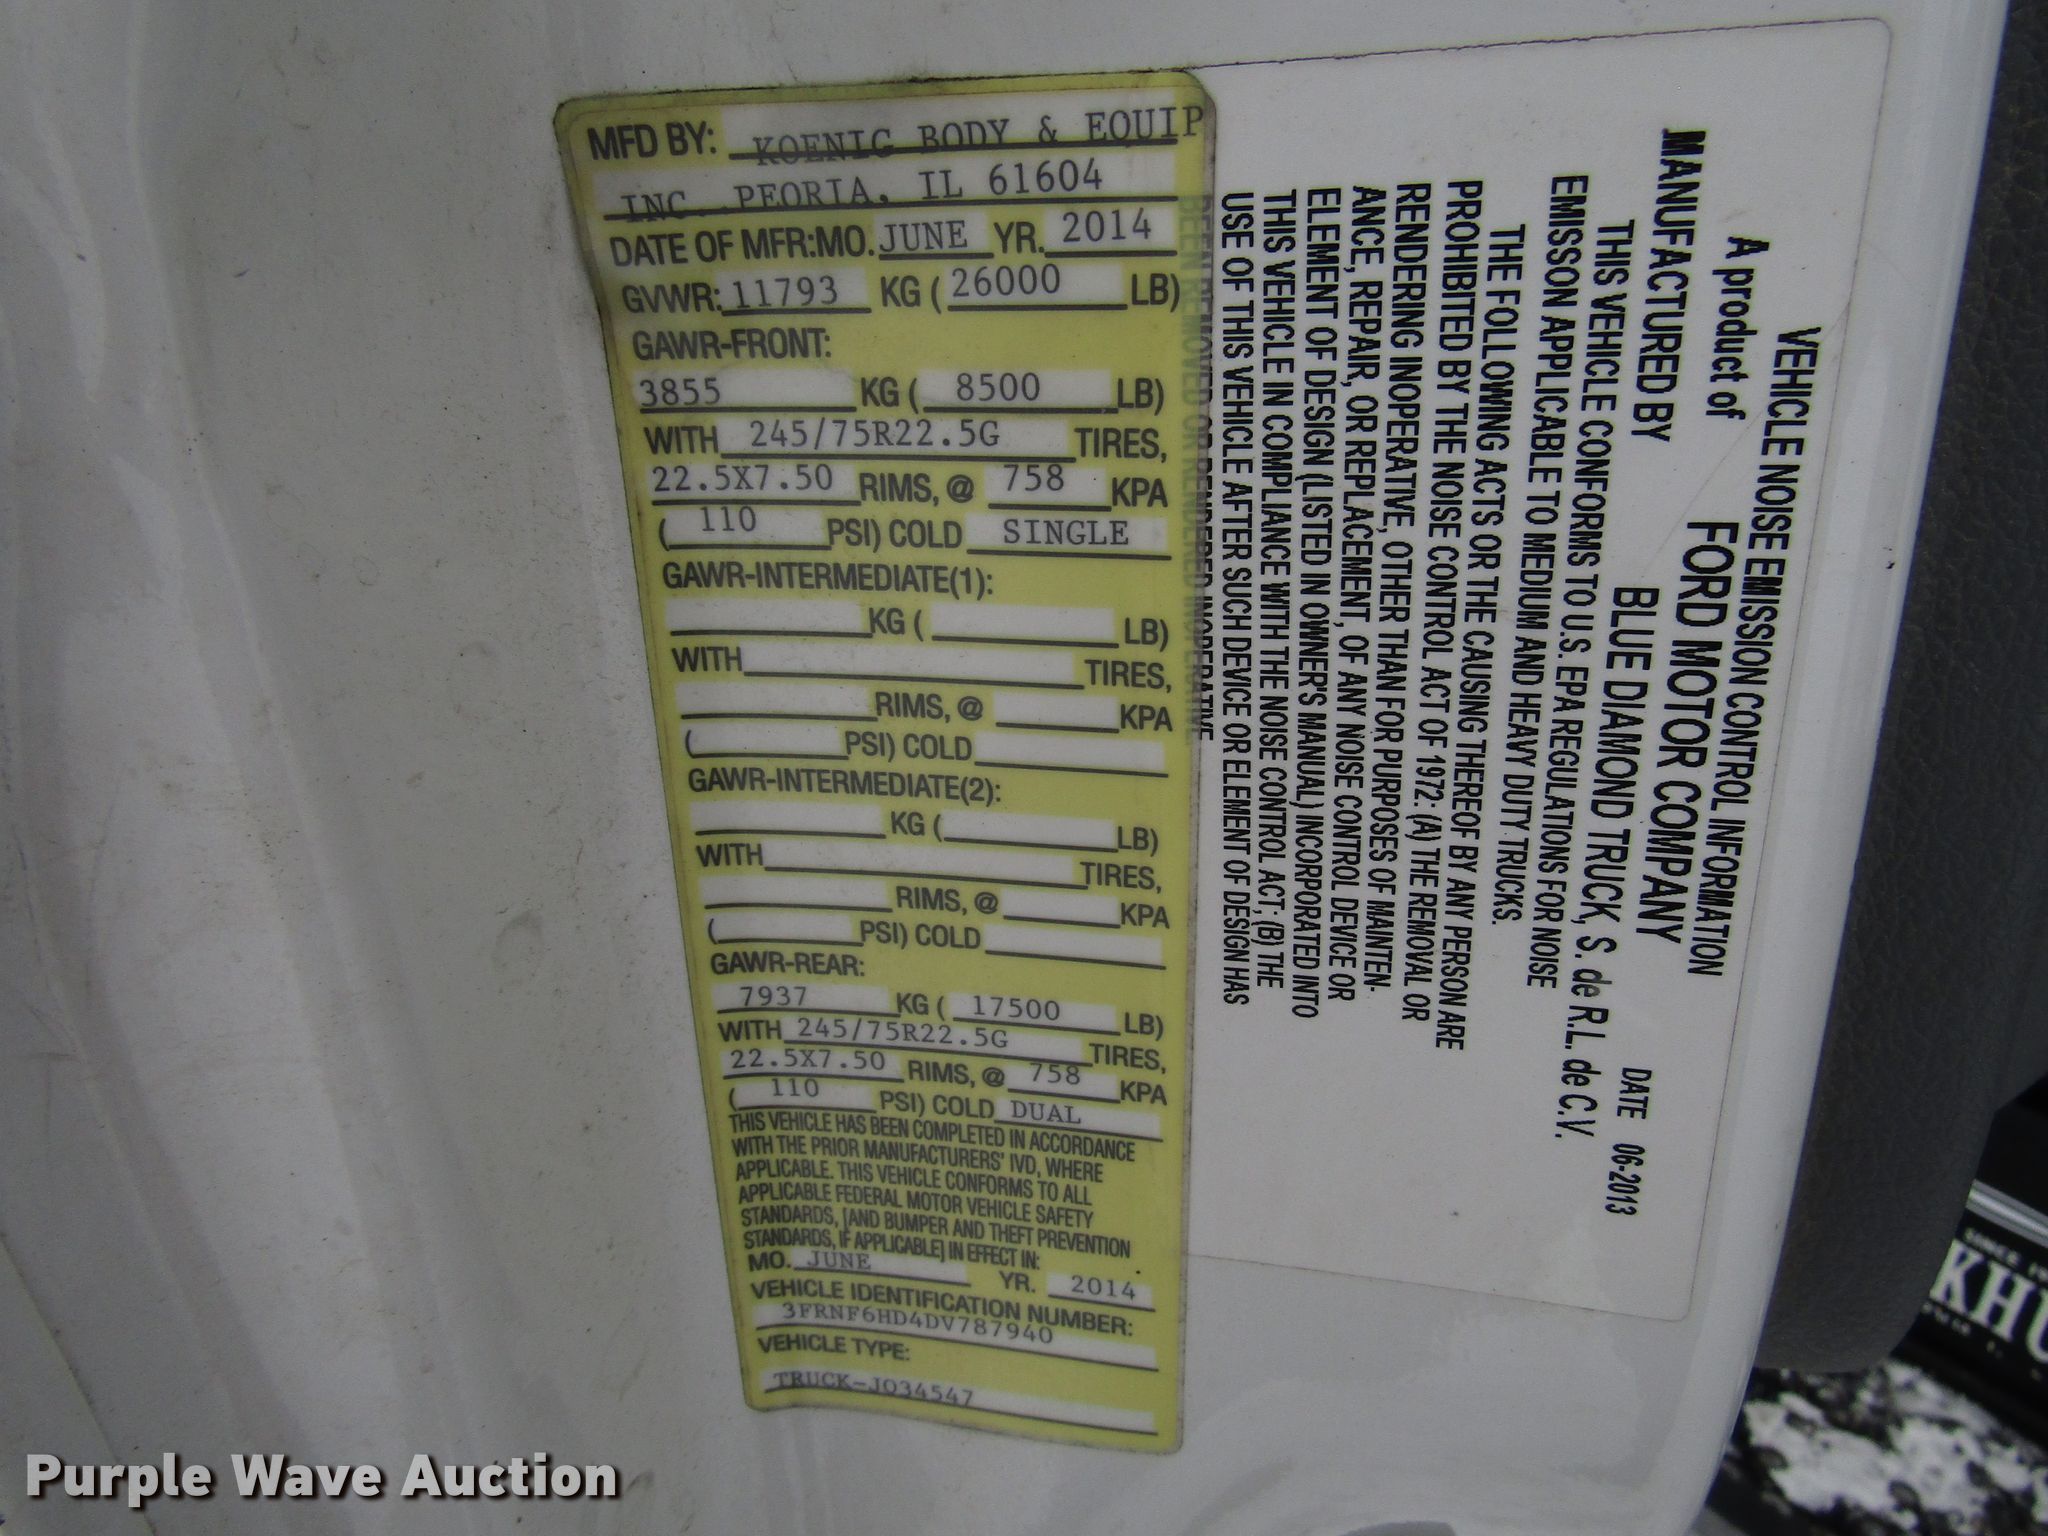 MFD BY: KOENIG BODY & EQUIP
INC. PEORIA, IL 61604
DATE OF MFR:MO. JUNE YR. 2014
GVWR: 11793 KG ( 26000 LB)
GAWR-FRONT:
3855 KG ( 8500 LB)
WITH 245/75R22.5G TIRES,
22.5X7.50 RIMS, @ 758 KPA
( 110 PSI) COLD SINGLE
GAWR-INTERMEDIATE(1):
KG ( LB)
WITH TIRES,
RIMS, @ KPA
( PSI) COLD
GAWR-INTERMEDIATE(2):
KG ( LB)
WITH TIRES,
RIMS, @ KPA
( PSI) COLD
GAWR-REAR:
7937 KG ( 17500 LB)
WITH 245/75R22.5G TIRES,
22.5X7.50 RIMS, @ 758 KPA
( 110 PSI) COLD DUAL
THIS VEHICLE HAS BEEN COMPLETED IN ACCORDANCE
WITH THE PRIOR MANUFACTURERS' IVD, WHERE
APPLICABLE. THIS VEHICLE CONFORMS TO ALL
APPLICABLE FEDERAL MOTOR VEHICLE SAFETY
STANDARDS, [AND BUMPER AND THEFT PREVENTION
STANDARDS, IF APPLICABLE] IN EFFECT IN:
MO. JUNE YR. 2014
VEHICLE IDENTIFICATION NUMBER:
3FRNF6HD4DV787940
VEHICLE TYPE:
TRUCK-JO34547
VEHICLE NOISE EMISSION CONTROL INFORMATION
A product of FORD MOTOR COMPANY
MANUFACTURED BY BLUE DIAMOND TRUCK, S. de R.L. de C.V.
DATE 06-2013
THIS VEHICLE CONFORMS TO U.S. EPA REGULATIONS FOR NOISE
EMISSON APPLICABLE TO MEDIUM AND HEAVY DUTY TRUCKS.
THE FOLLOWING ACTS OR THE CAUSING THEREOF BY ANY PERSON ARE
PROHIBITED BY THE NOISE CONTROL ACT OF 1972: (A) THE REMOVAL OR
RENDERING INOPERATIVE, OTHER THAN FOR PURPOSES OF MAINTEN-
ANCE, REPAIR, OR REPLACEMENT, OF ANY NOISE CONTROL DEVICE OR
ELEMENT OF DESIGN (LISTED IN OWNER'S MANUAL) INCORPORATED INTO
THIS VEHICLE IN COMPLIANCE WITH THE NOISE CONTROL ACT; (B) THE
USE OF THIS VEHICLE AFTER SUCH DEVICE OR ELEMENT OF DESIGN HAS
BEEN REMOVED OR RENDERED INOPERATIVE.
KHU
Purple Wave Auction